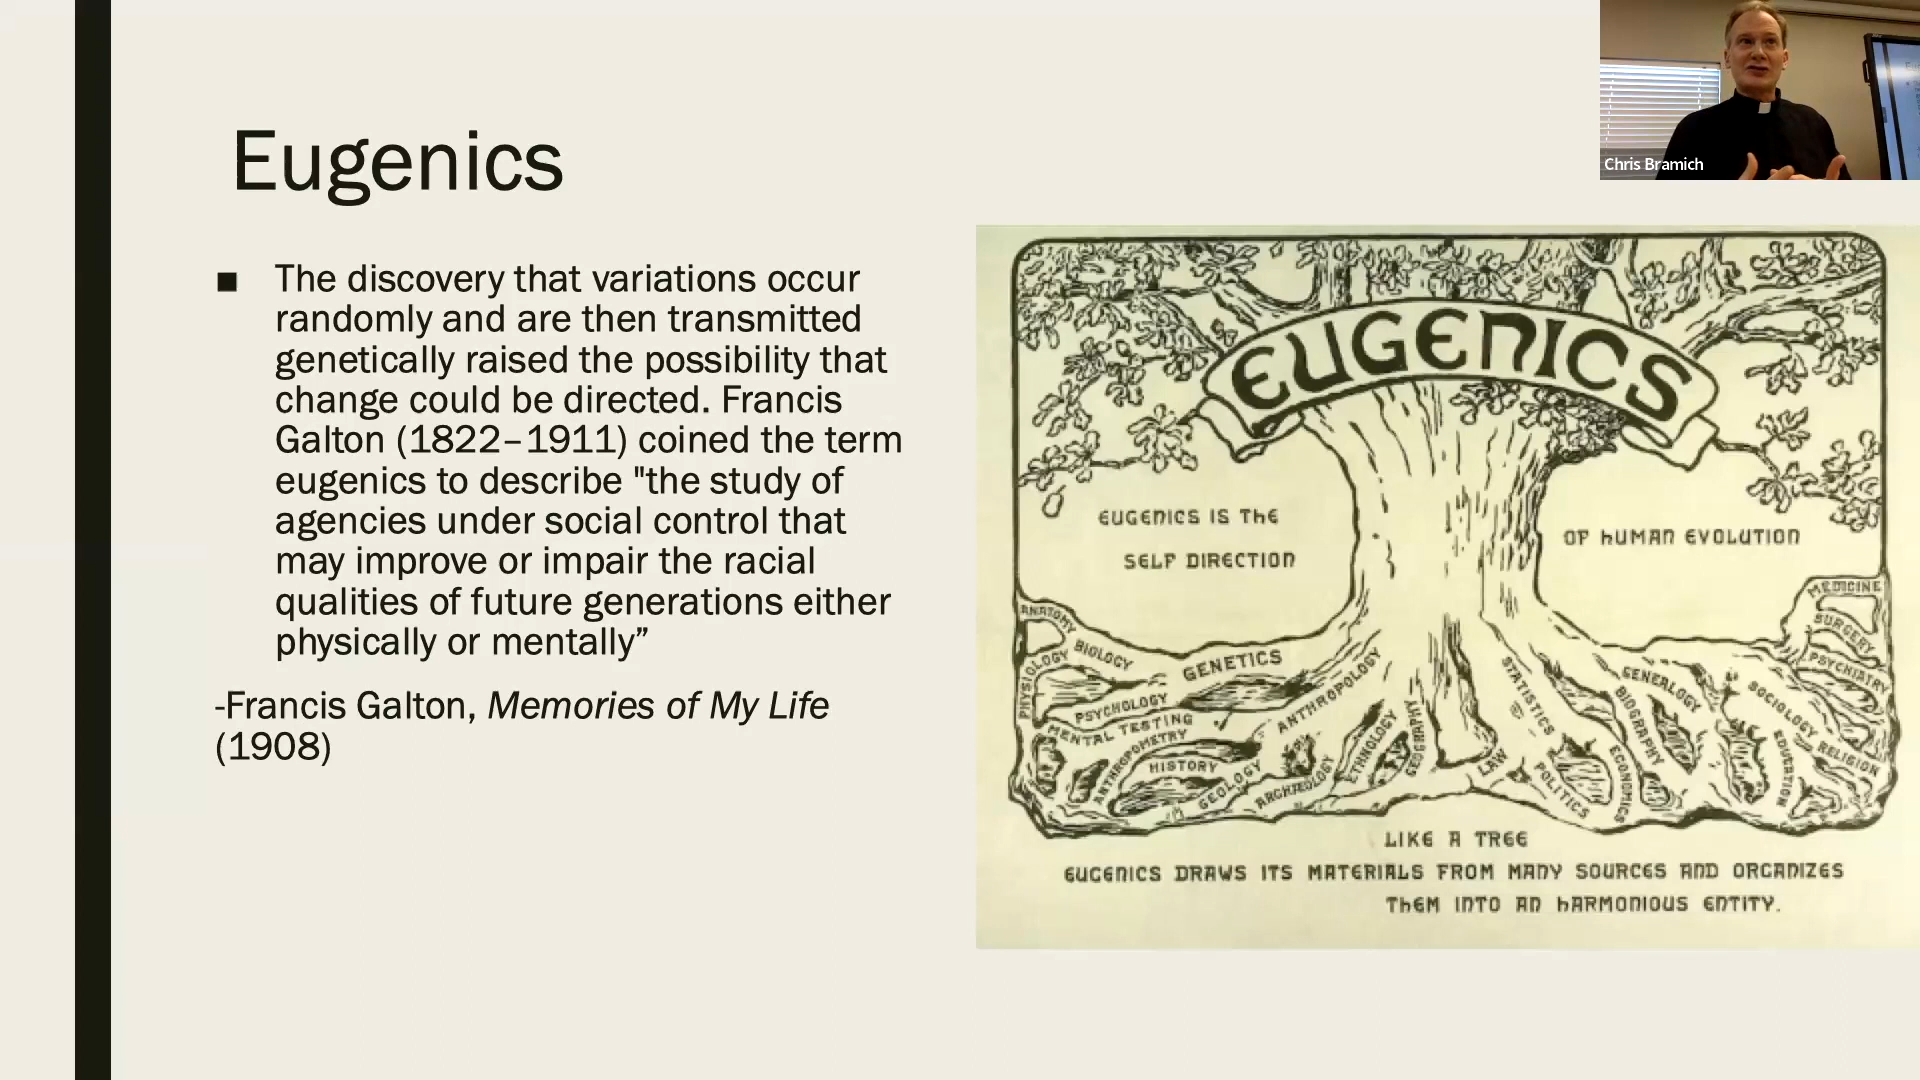 Chris Bramich
Eugenics
■ The discovery that variations occur
randomly and are then transmitted
genetically raised the possibility that
change could be directed. Francis
Galton (1822–1911) coined the term
eugenics to describe "the study of
agencies under social control that
may improve or impair the racial
qualities of future generations either
physically or mentally”
-Francis Galton, Memories of My Life
(1908)
EUGENICS
EUGENICS IS THE
SELF DIRECTION
OF HUMAN EVOLUTION
ANATOMY
PHYSIOLOGY
BIOLOGY
GENETICS
PSYCHOLOGY
MENTAL TESTING
ANTHROPOMETRY
HISTORY
GEOLOGY
ANTHROPOLOGY
ARCHÆOLOGY
ETHNOLOGY
GEOGRAPHY
LAW
STATISTICS
POLITICS
ECONOMICS
BIOGRAPHY
GENEALOGY
EDUCATION
SOCIOLOGY
RELIGION
PSYCHIATRY
SURGERY
MEDICINE
LIKE A TREE
EUGENICS DRAWS ITS MATERIALS FROM MANY SOURCES AND ORGANIZES
THEM INTO AN HARMONIOUS ENTITY.